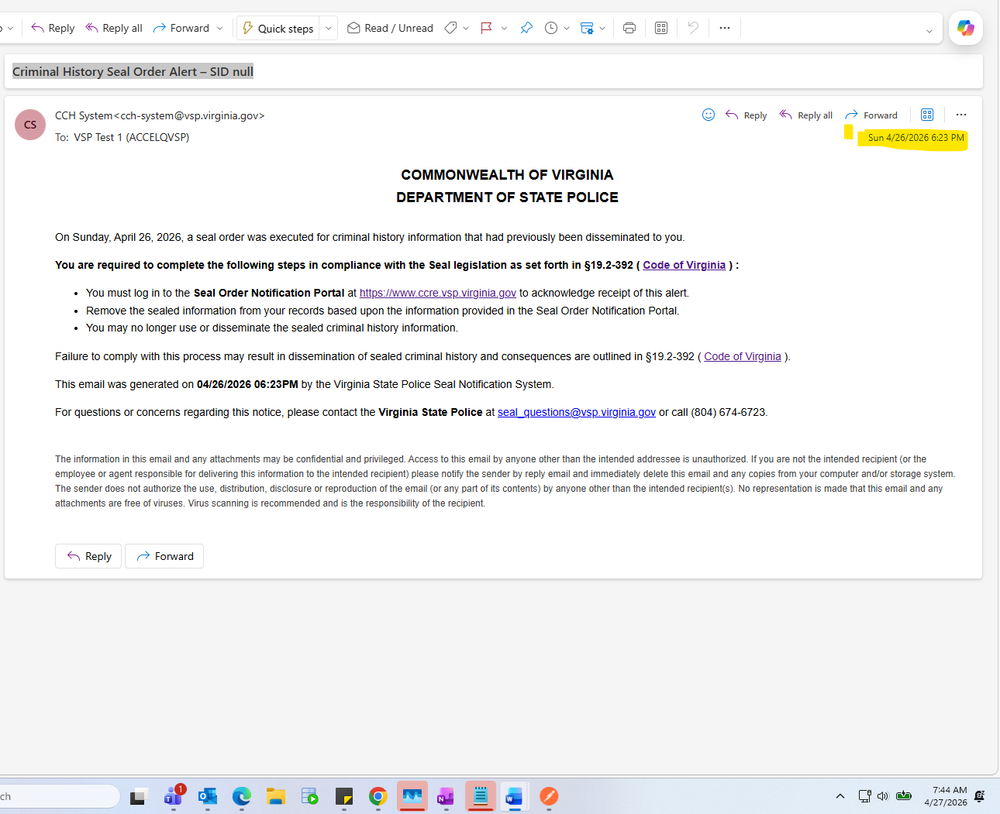 Reply Reply all Forward Quick steps Read / Unread
Criminal History Seal Order Alert – SID null
CS
CCH System<cch-system@vsp.virginia.gov>
Reply Reply all Forward
To: VSP Test 1 (ACCELQVSP)
Sun 4/26/2026 6:23 PM
COMMONWEALTH OF VIRGINIA
DEPARTMENT OF STATE POLICE
On Sunday, April 26, 2026, a seal order was executed for criminal history information that had previously been disseminated to you.
You are required to complete the following steps in compliance with the Seal legislation as set forth in §19.2-392 ( Code of Virginia ) :
• You must log in to the Seal Order Notification Portal at https://www.ccre.vsp.virginia.gov to acknowledge receipt of this alert.
• Remove the sealed information from your records based upon the information provided in the Seal Order Notification Portal.
• You may no longer use or disseminate the sealed criminal history information.
Failure to comply with this process may result in dissemination of sealed criminal history and consequences are outlined in §19.2-392 ( Code of Virginia ).
This email was generated on 04/26/2026 06:23PM by the Virginia State Police Seal Notification System.
For questions or concerns regarding this notice, please contact the Virginia State Police at seal_questions@vsp.virginia.gov or call (804) 674-6723.
The information in this email and any attachments may be confidential and privileged. Access to this email by anyone other than the intended addressee is unauthorized. If you are not the intended recipient (or the
employee or agent responsible for delivering this information to the intended recipient) please notify the sender by reply email and immediately delete this email and any copies from your computer and/or storage system.
The sender does not authorize the use, distribution, disclosure or reproduction of the email (or any part of its contents) by anyone other than the intended recipient(s). No representation is made that this email and any
attachments are free of viruses. Virus scanning is recommended and is the responsibility of the recipient.
Reply Forward
ch
1
7:44 AM
4/27/2026